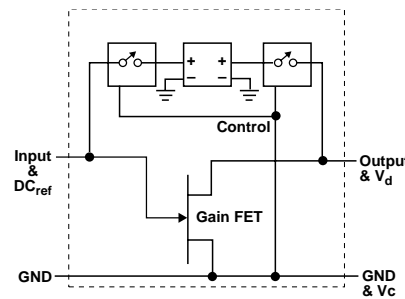 + +
− −
Control
Input
&
DCref
Output
& Vd
Gain FET
GND
GND
& Vc